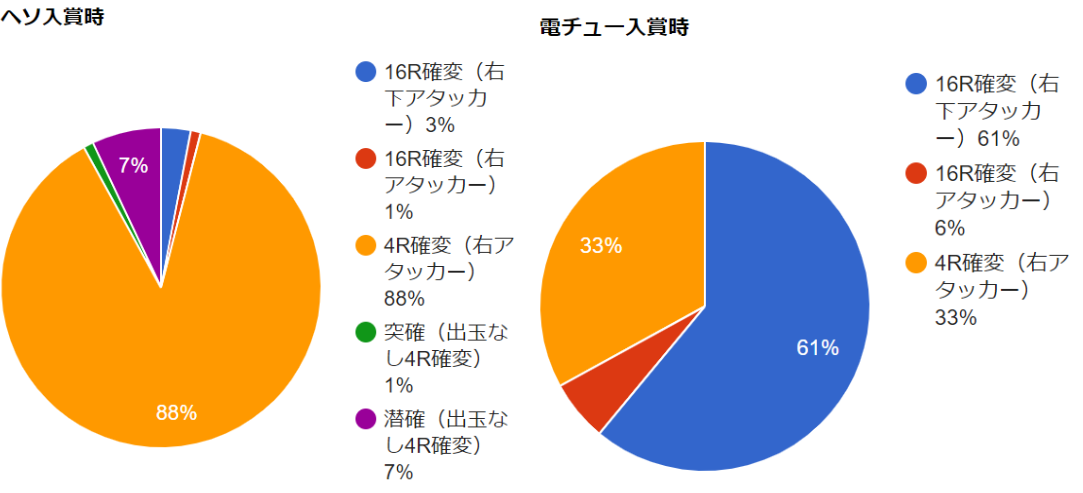 ヘソ入賞時
16R確変（右
下アタッカ
ー）3%
16R確変（右
アタッカー）
1%
4R確変（右ア
タッカー）
88%
突確（出玉な
し4R確変）
1%
潜確（出玉な
し4R確変）
7%
7%
88%
電チュー入賞時
16R確変（右
下アタッカ
ー）61%
16R確変（右
アタッカー）
6%
4R確変（右ア
タッカー）
33%
33%
61%